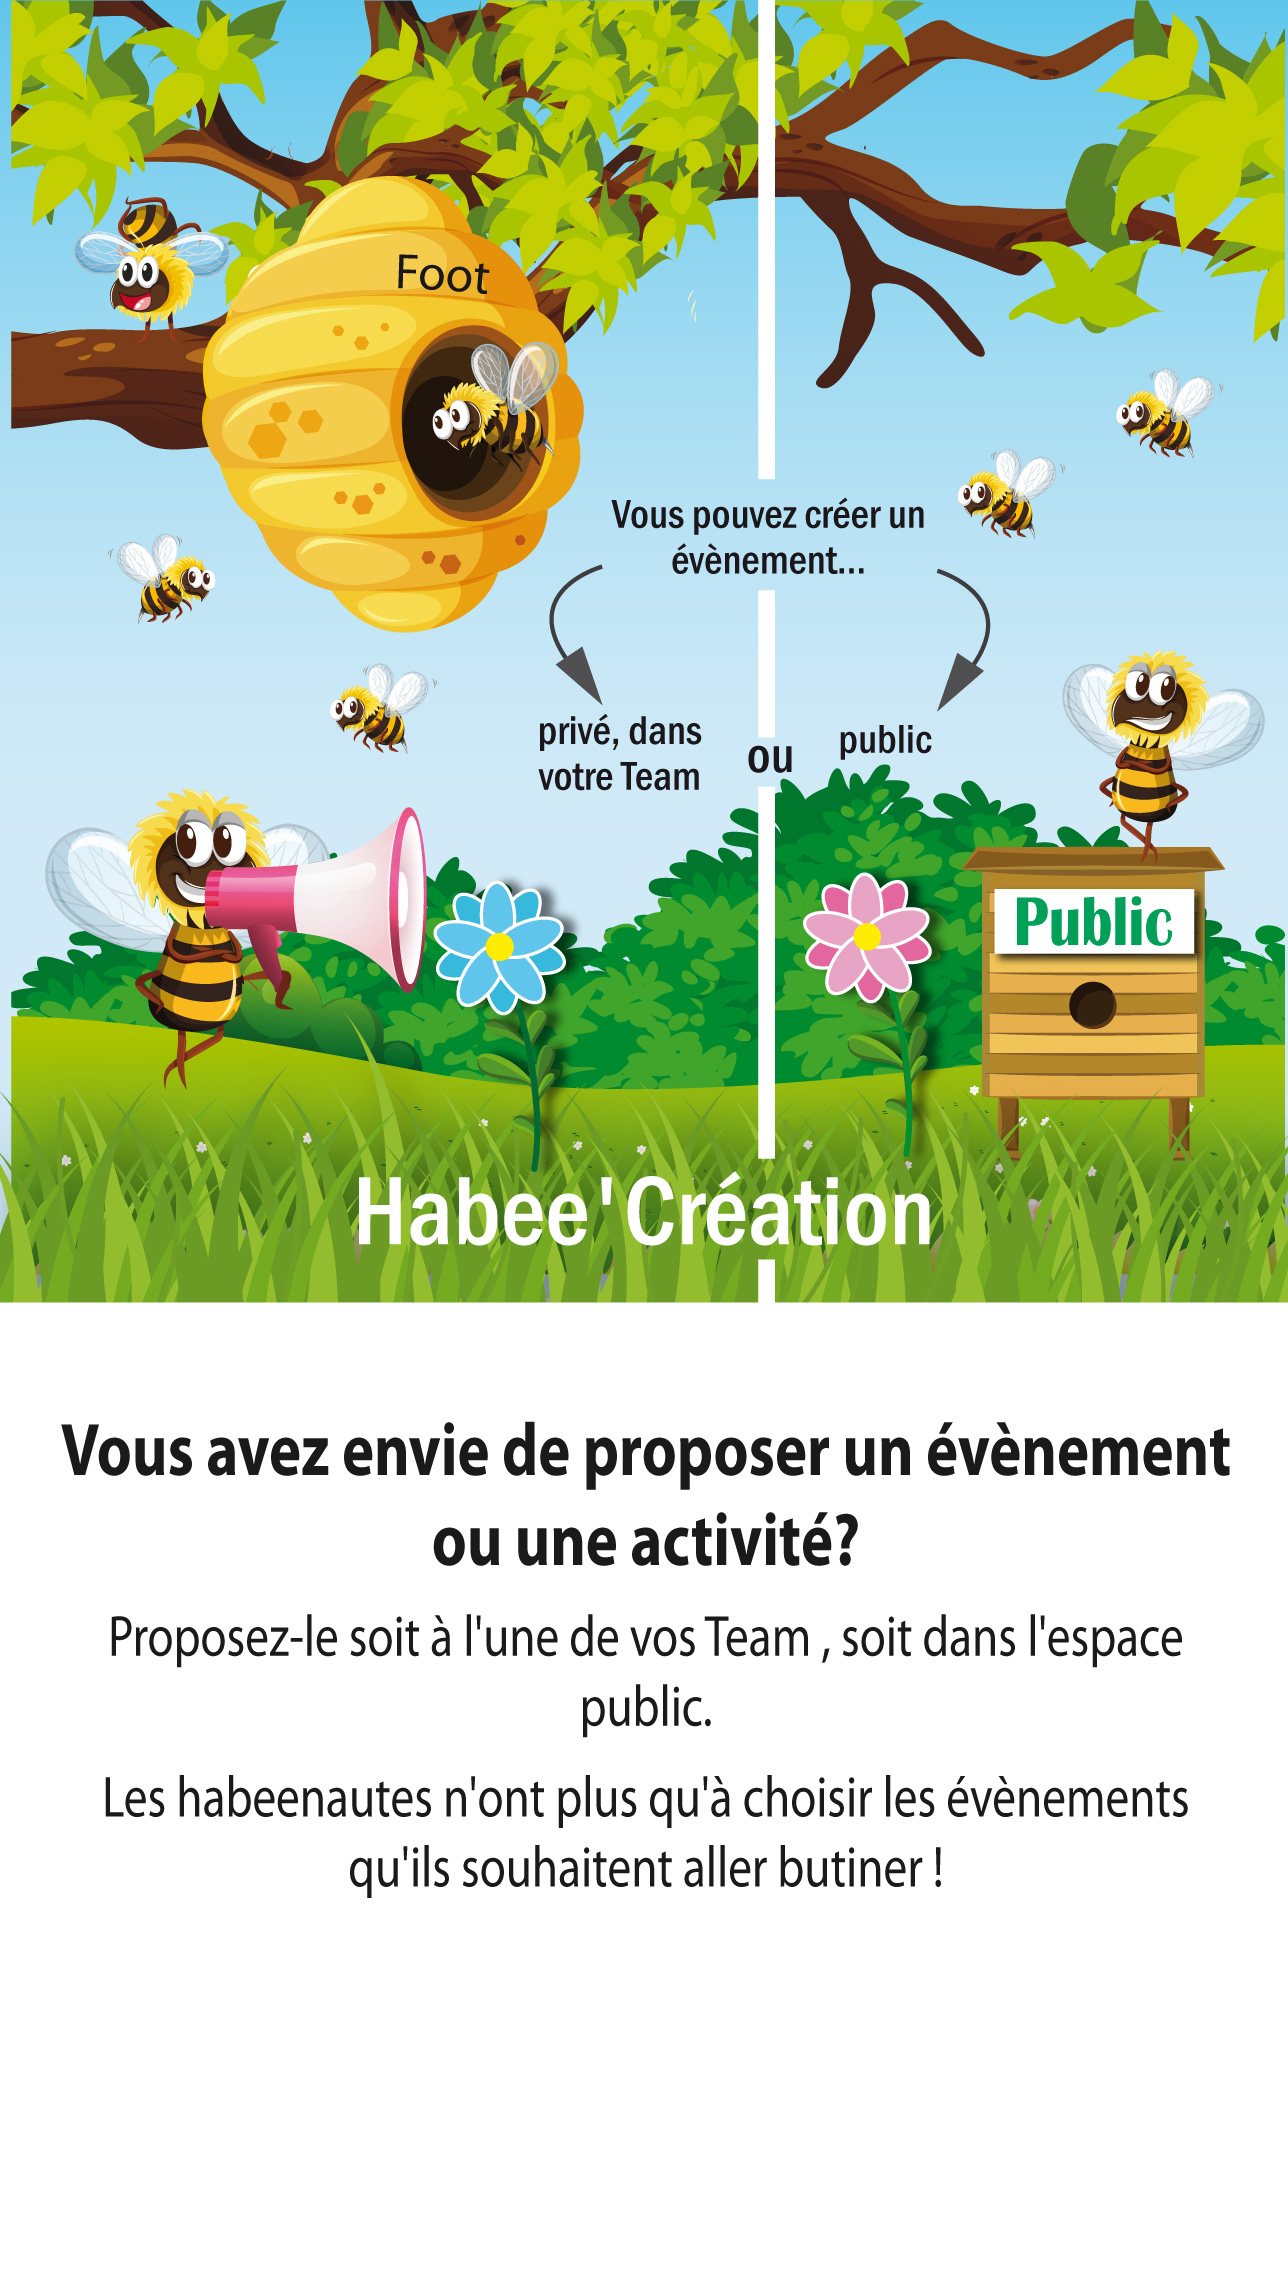 Foot
Vous pouvez créer un
évènement...
privé, dans
votre Team
ou
public
Public
Habee'Création
Vous avez envie de proposer un évènement
ou une activité?
Proposez-le soit à l'une de vos Team , soit dans l'espace
public.
Les habeenautes n'ont plus qu'à choisir les évènements
qu'ils souhaitent aller butiner !